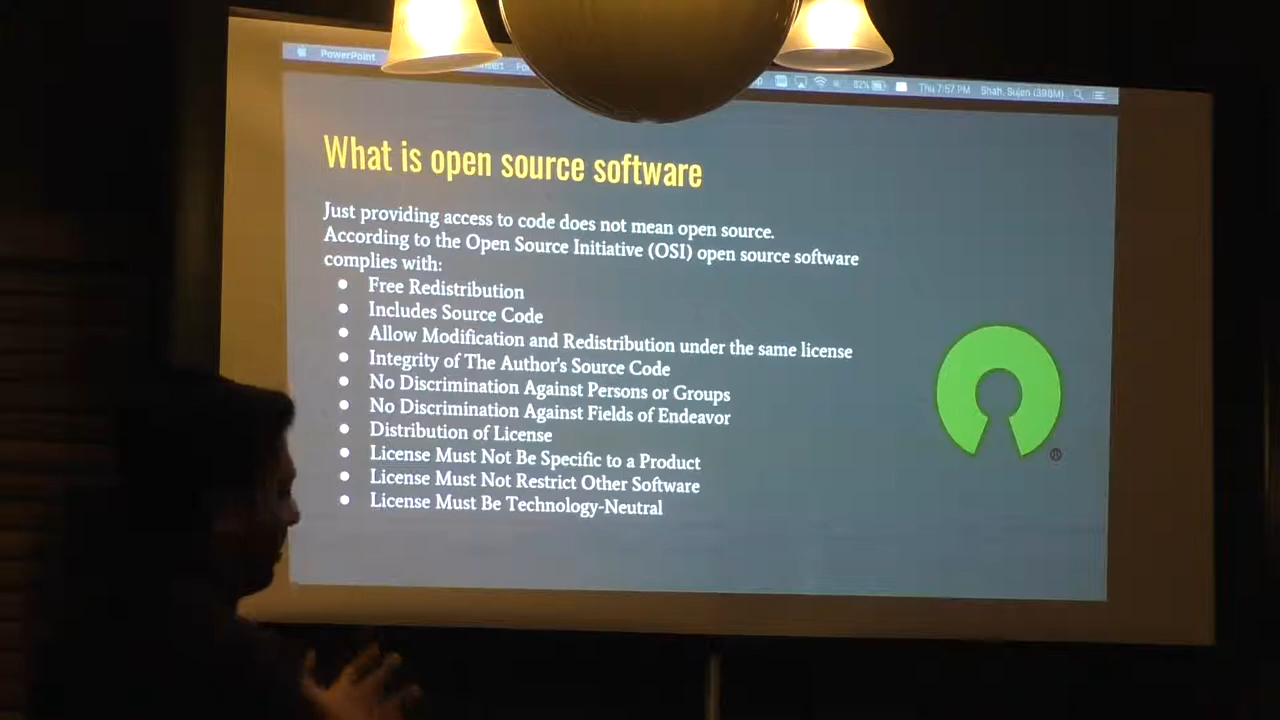 PowerPoint
82%
Thu 7:57 PM
Shah, Sujen (398M)
What is open source software
Just providing access to code does not mean open source.
According to the Open Source Initiative (OSI) open source software
complies with:
● Free Redistribution
● Includes Source Code
● Allow Modification and Redistribution under the same license
● Integrity of The Author's Source Code
● No Discrimination Against Persons or Groups
● No Discrimination Against Fields of Endeavor
● Distribution of License
● License Must Not Be Specific to a Product
● License Must Not Restrict Other Software
● License Must Be Technology-Neutral